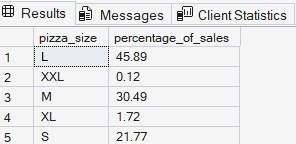 Results Messages Client Statistics
pizza_size percentage_of_sales
1 L 45.89
2 XXL 0.12
3 M 30.49
4 XL 1.72
5 S 21.77